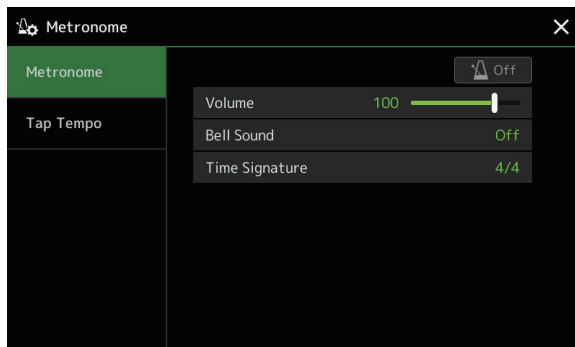 Metronome
Metronome
Off
Volume 100
Tap Tempo
Bell Sound Off
Time Signature 4/4